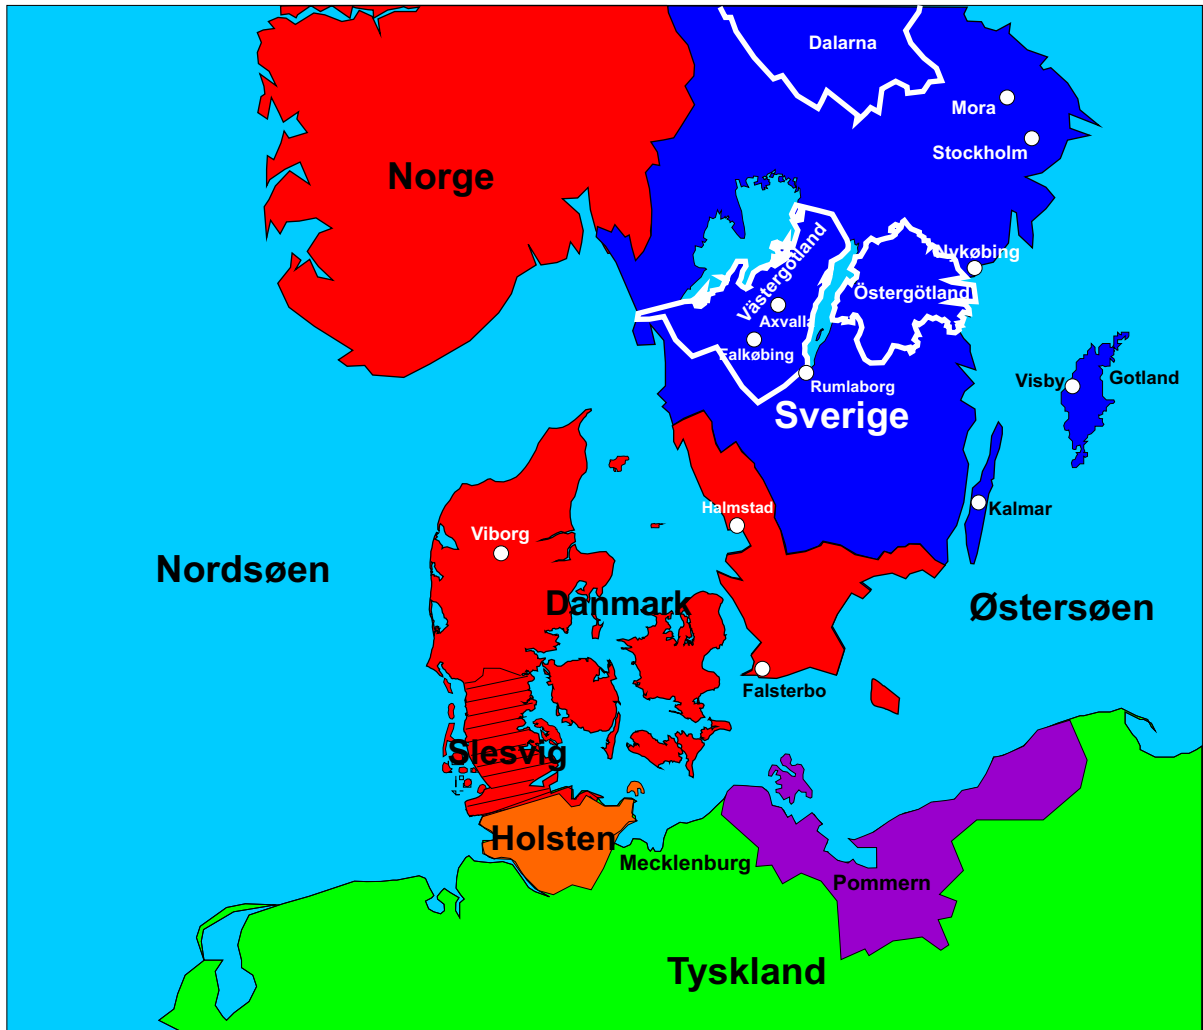 Dalarna
Mora
Stockholm
Norge
Västergötland
Nykøbing
Östergötland
Axvalla
Falkøbing
Rumlaborg
Visby
Gotland
Sverige
Halmstad
Kalmar
Viborg
Nordsøen
Danmark
Østersøen
Falsterbo
Slesvig
Holsten
Mecklenburg
Pommern
Tyskland